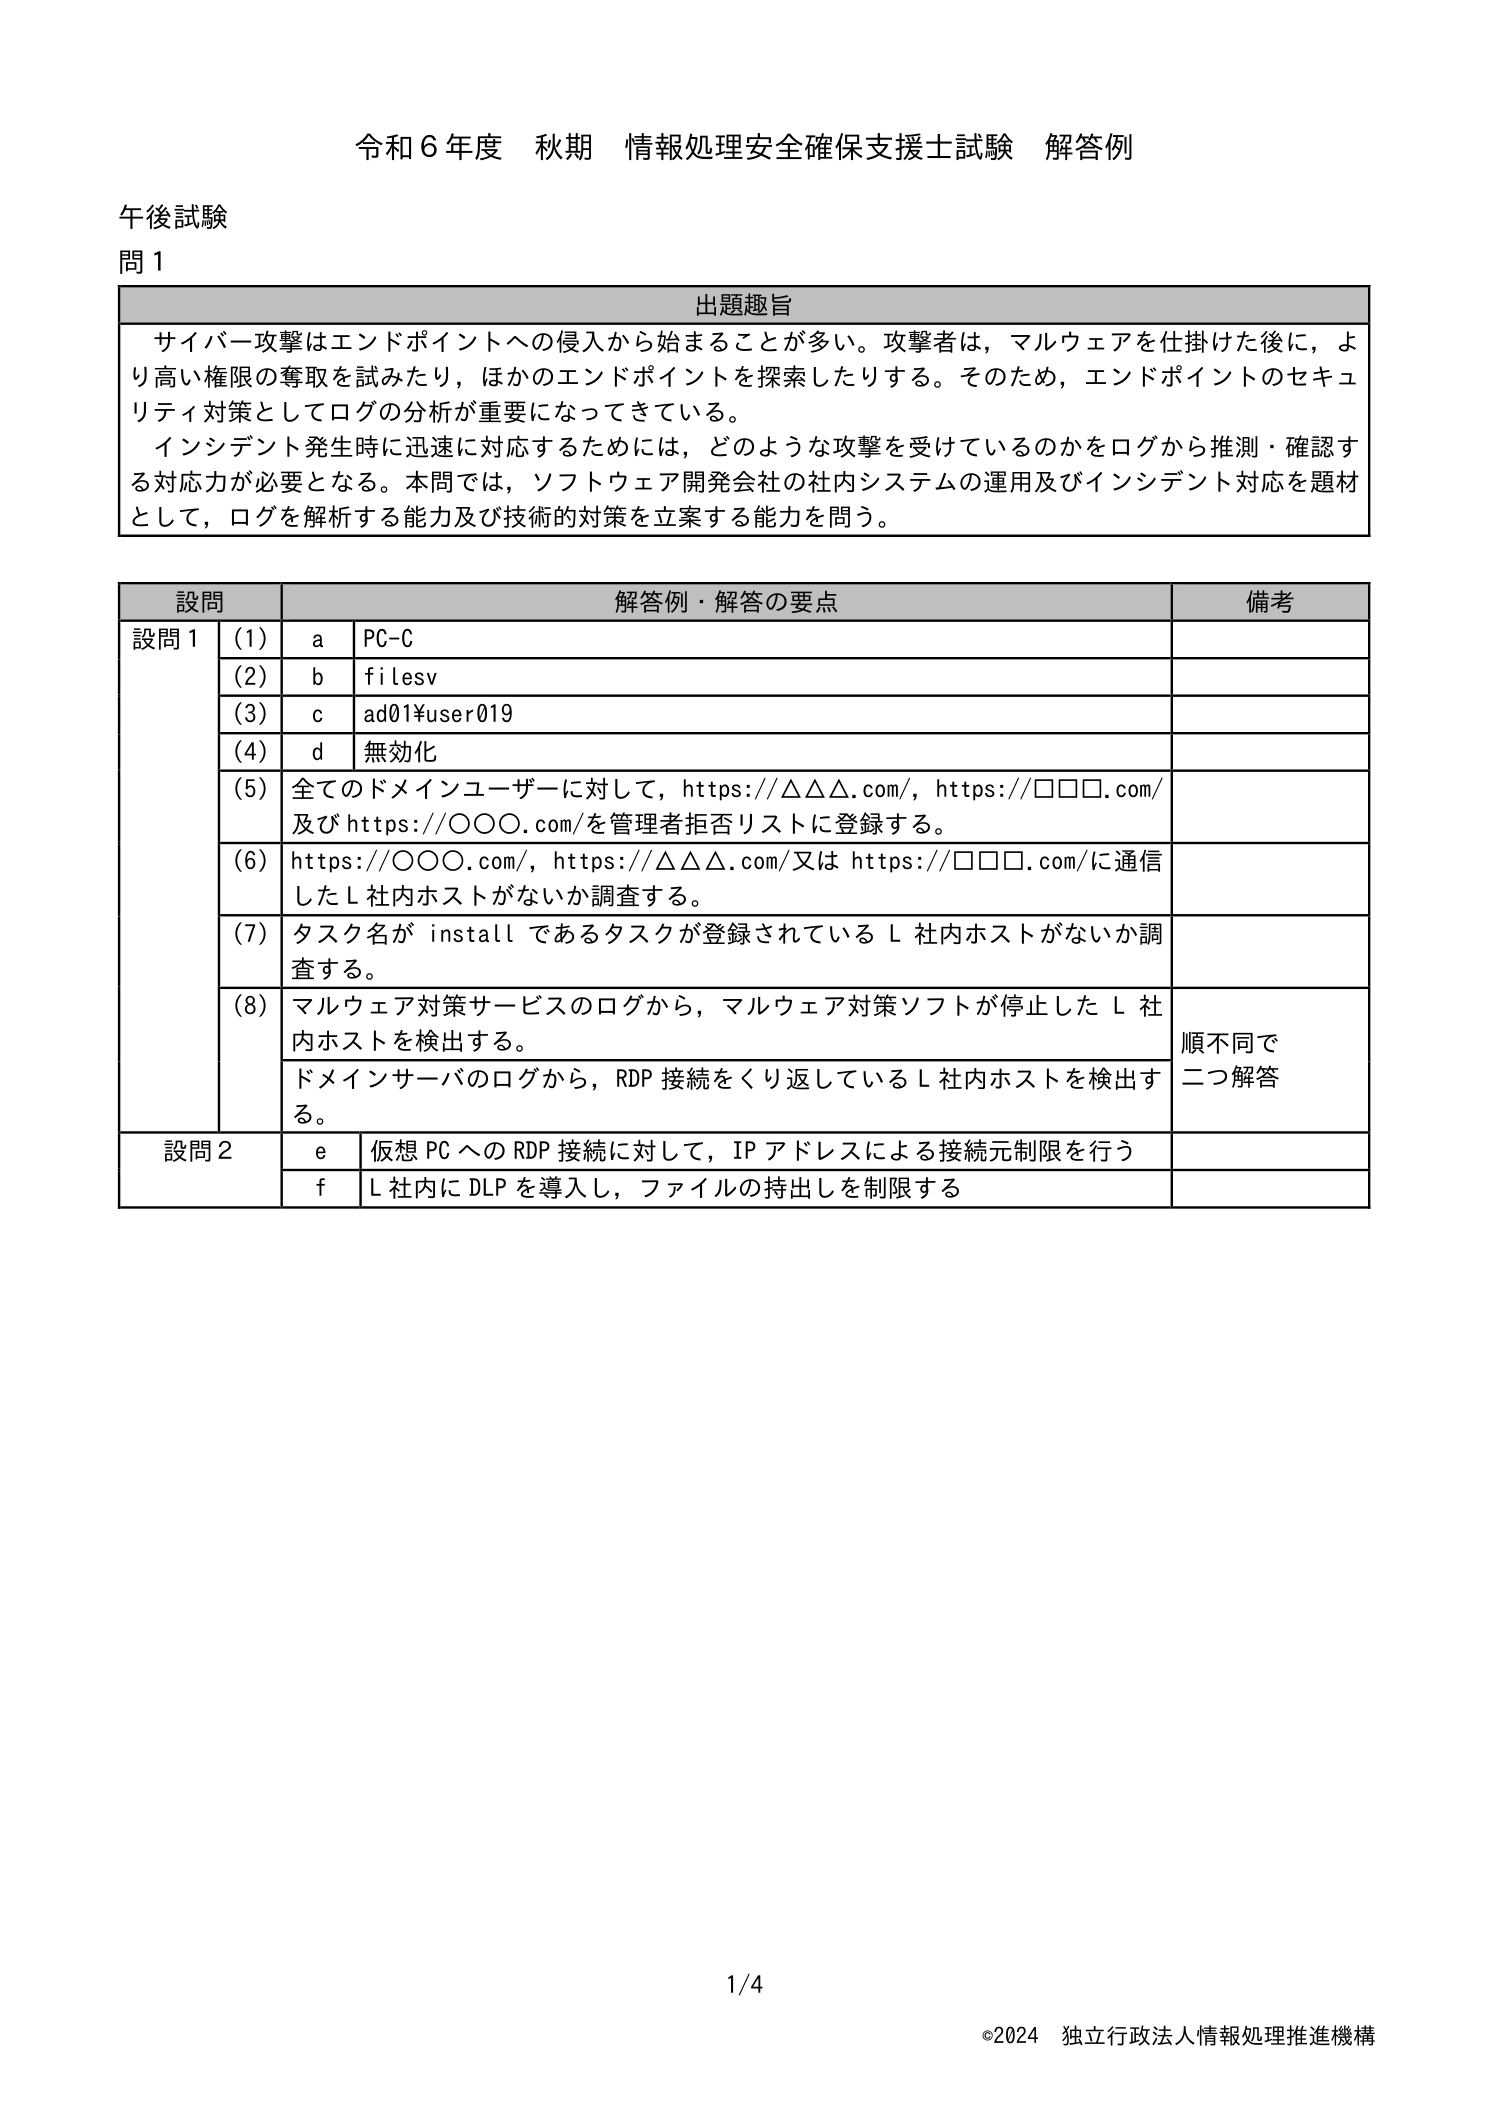 令和６年度　秋期　情報処理安全確保支援士試験　解答例
午後試験
問１
出題趣旨
　サイバー攻撃はエンドポイントへの侵入から始まることが多い。攻撃者は，マルウェアを仕掛けた後に，よ
り高い権限の奪取を試みたり，ほかのエンドポイントを探索したりする。そのため，エンドポイントのセキュ
リティ対策としてログの分析が重要になってきている。
　インシデント発生時に迅速に対応するためには，どのような攻撃を受けているのかをログから推測・確認す
る対応力が必要となる。本問では，ソフトウェア開発会社の社内システムの運用及びインシデント対応を題材
として，ログを解析する能力及び技術的対策を立案する能力を問う。
設問 解答例・解答の要点 備考
設問１ (1) a PC-C
(2) b filesv
(3) c ad01¥user019
(4) d 無効化
(5) 全てのドメインユーザーに対して，https://△△△.com/，https://□□□.com/
及び https://○○○.com/を管理者拒否リストに登録する。
(6) https://○○○.com/，https://△△△.com/又は https://□□□.com/に通信
した L 社内ホストがないか調査する。
(7) タスク名が install であるタスクが登録されている L 社内ホストがないか調
査する。
(8) マルウェア対策サービスのログから，マルウェア対策ソフトが停止した L 社
内ホストを検出する。
ドメインサーバのログから，RDP 接続をくり返している L 社内ホストを検出す
る。
順不同で
二つ解答
設問２ e 仮想 PC への RDP 接続に対して，IP アドレスによる接続元制限を行う
f L 社内に DLP を導入し，ファイルの持出しを制限する
1/4
©2024　独立行政法人情報処理推進機構